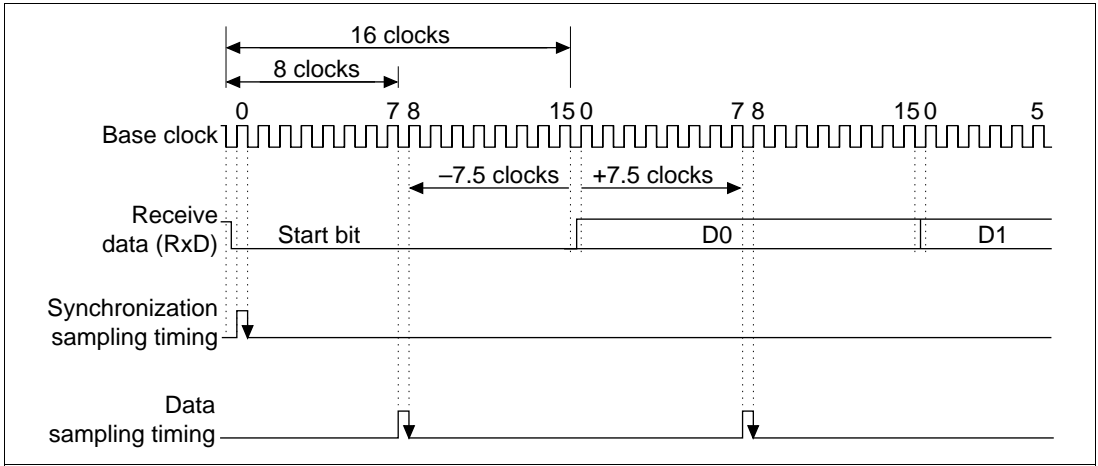 16 clocks
8 clocks
0 7 8 15 0 7 8 15 0 5
Base clock
–7.5 clocks +7.5 clocks
Receive
data (RxD)
Start bit D0 D1
Synchronization
sampling timing
Data
sampling timing